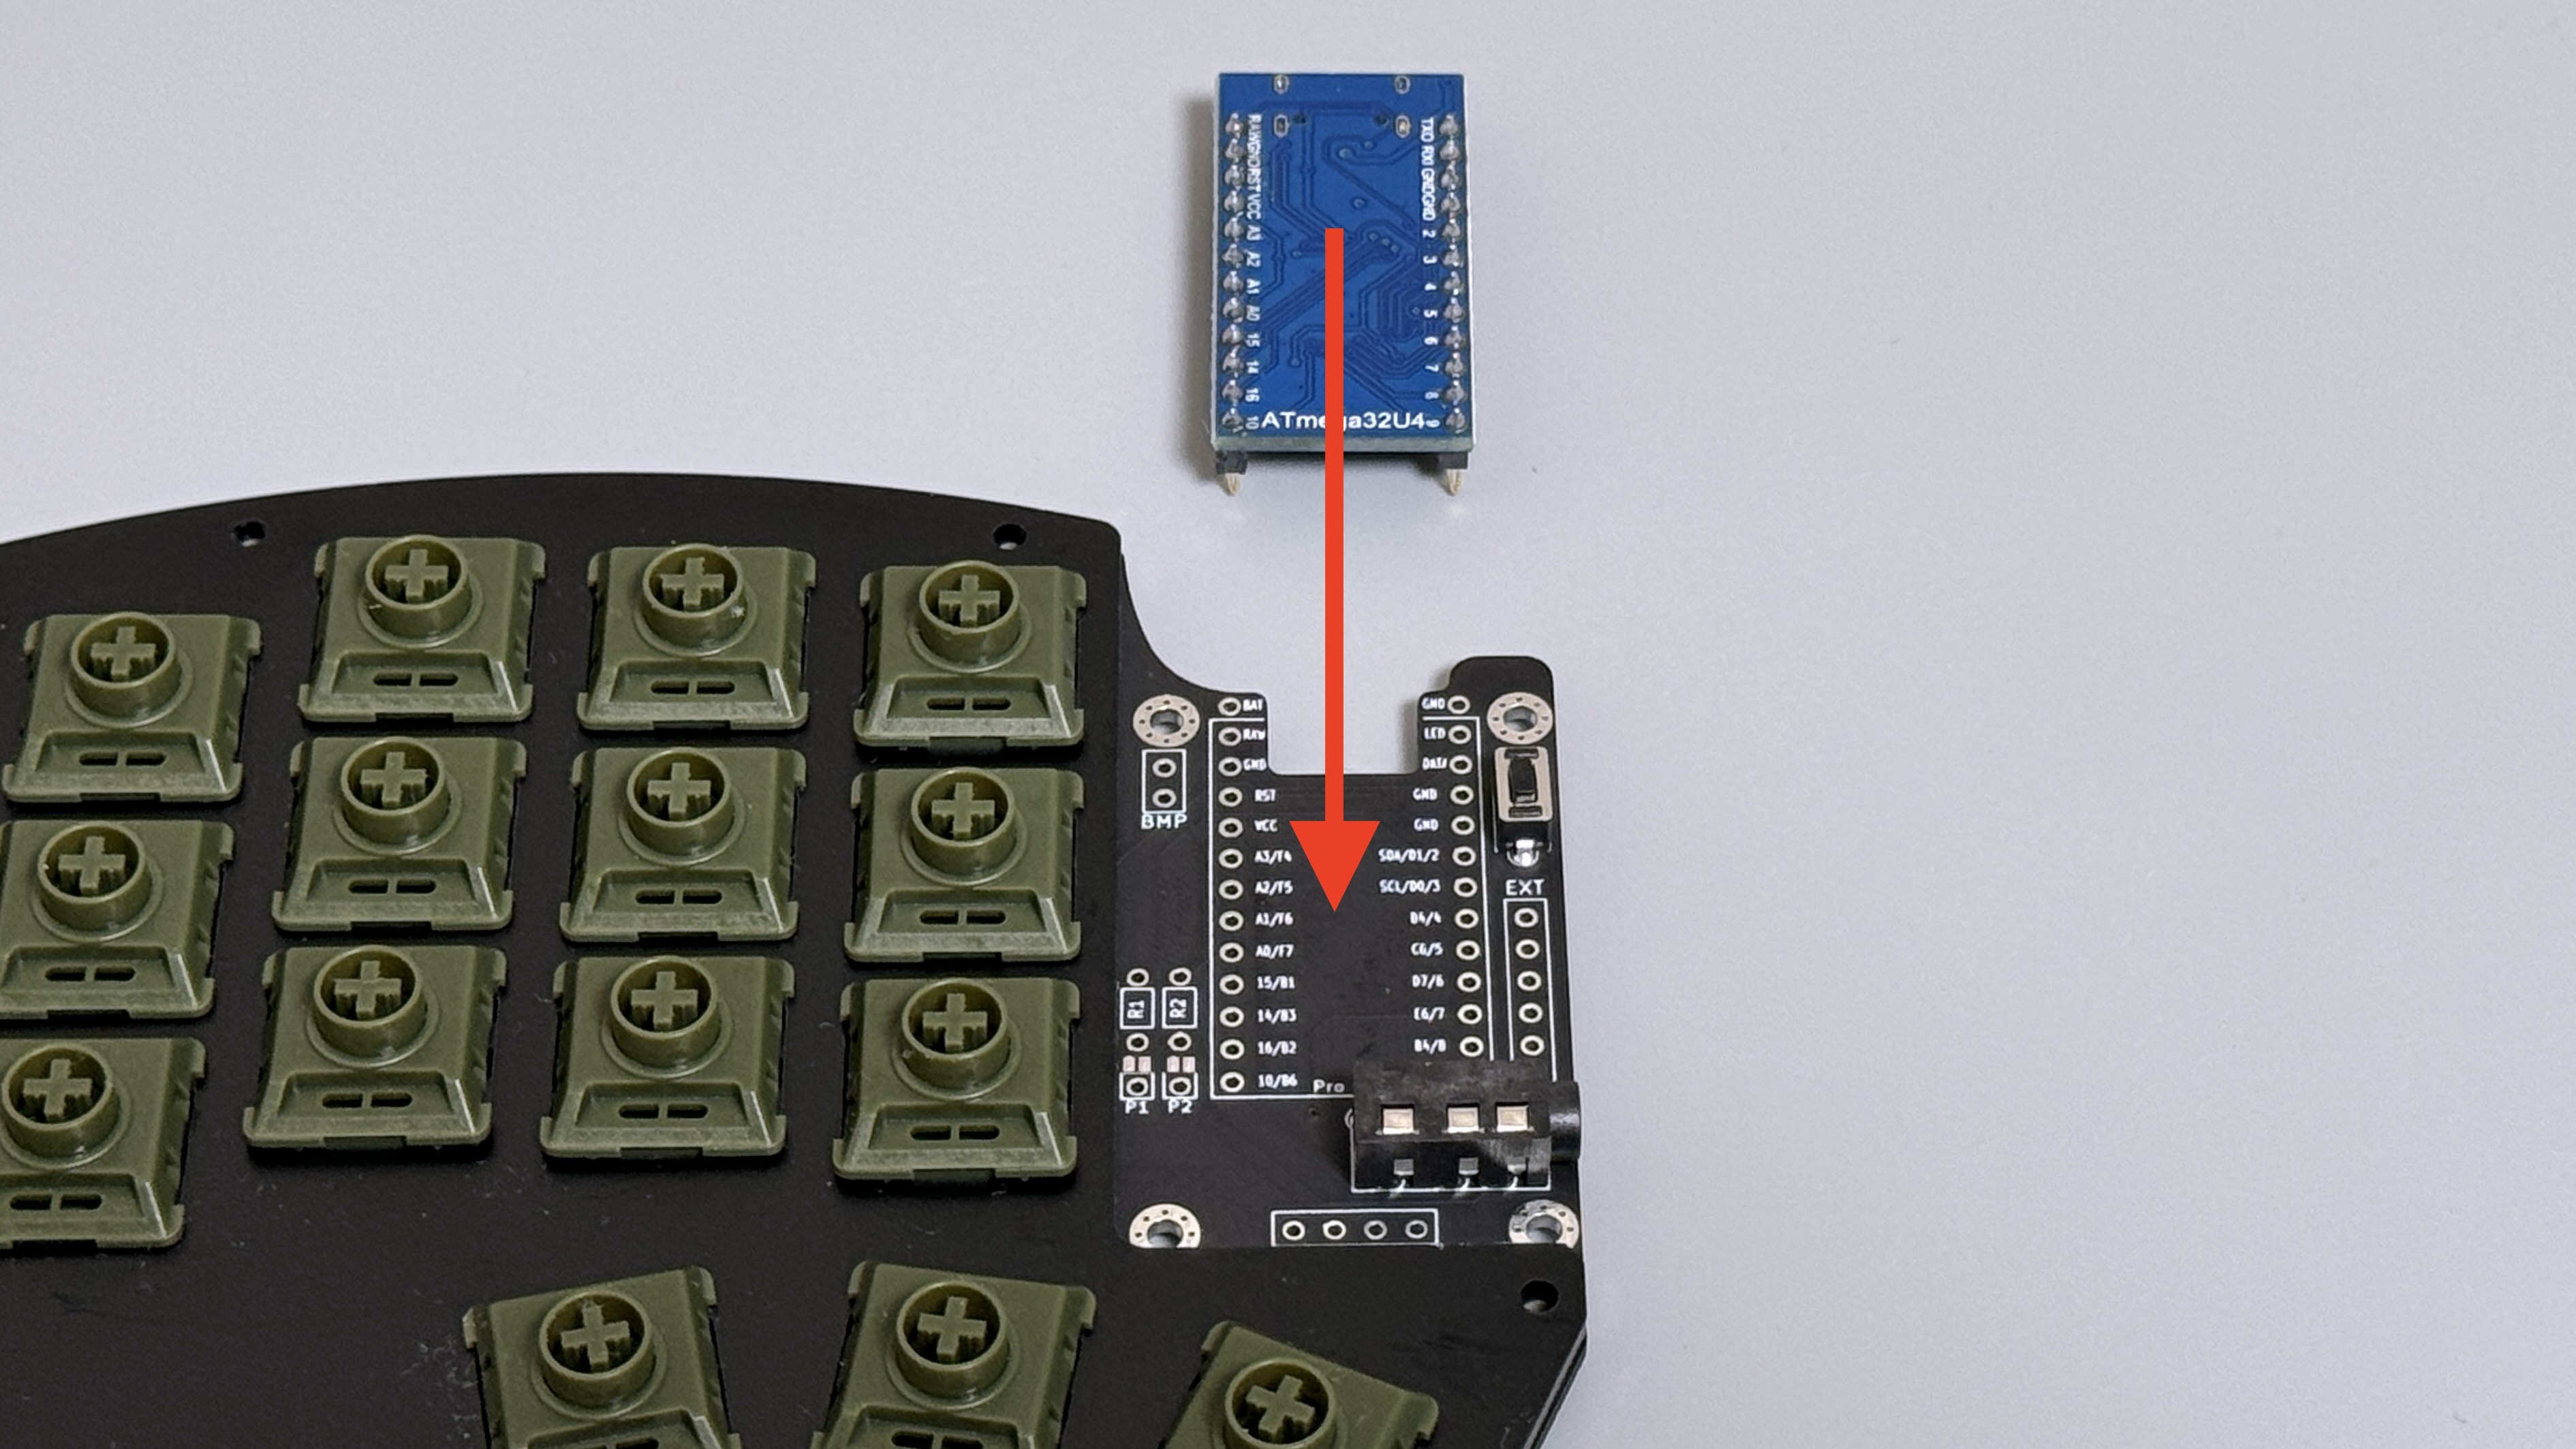 RAW GND RST VCC A3 A2 A1 A0 15 14 16 10
TXO RXI GND GND 2 3 4 5 6 7 8 9
ATmega32U4
BAT
RAW
GND
RST
VCC
A3/F4
A2/F5
A1/F6
A0/F7
15/B1
14/B3
16/B2
10/B6
GND
LED
DATA
GND
GND
SDA/D1/2
SCL/D0/3
D4/4
C6/5
D7/6
E6/7
B4/8
Pro
BMP
EXT
R1
R2
P1
P2